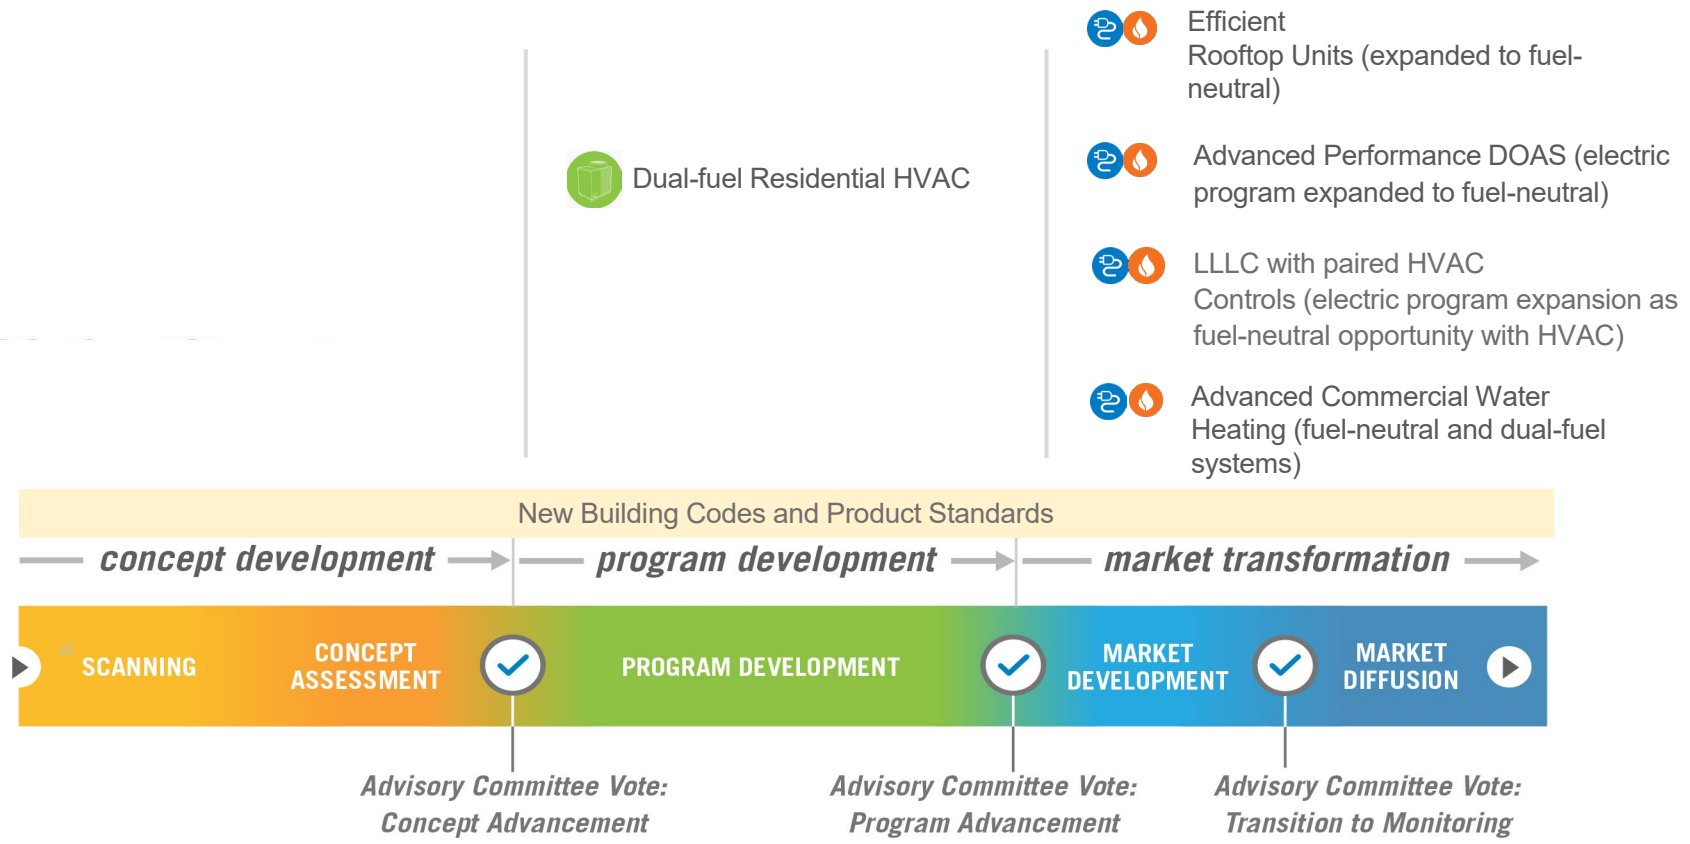 Efficient
Rooftop Units (expanded to fuel-
neutral)
Dual-fuel Residential HVAC
Advanced Performance DOAS (electric
program expanded to fuel-neutral)
LLLC with paired HVAC
Controls (electric program expansion as
fuel-neutral opportunity with HVAC)
Advanced Commercial Water
Heating (fuel-neutral and dual-fuel
systems)
New Building Codes and Product Standards
concept development
program development
market transformation
SCANNING
CONCEPT
ASSESSMENT
PROGRAM DEVELOPMENT
MARKET
DEVELOPMENT
MARKET
DIFFUSION
Advisory Committee Vote:
Concept Advancement
Advisory Committee Vote:
Program Advancement
Advisory Committee Vote:
Transition to Monitoring